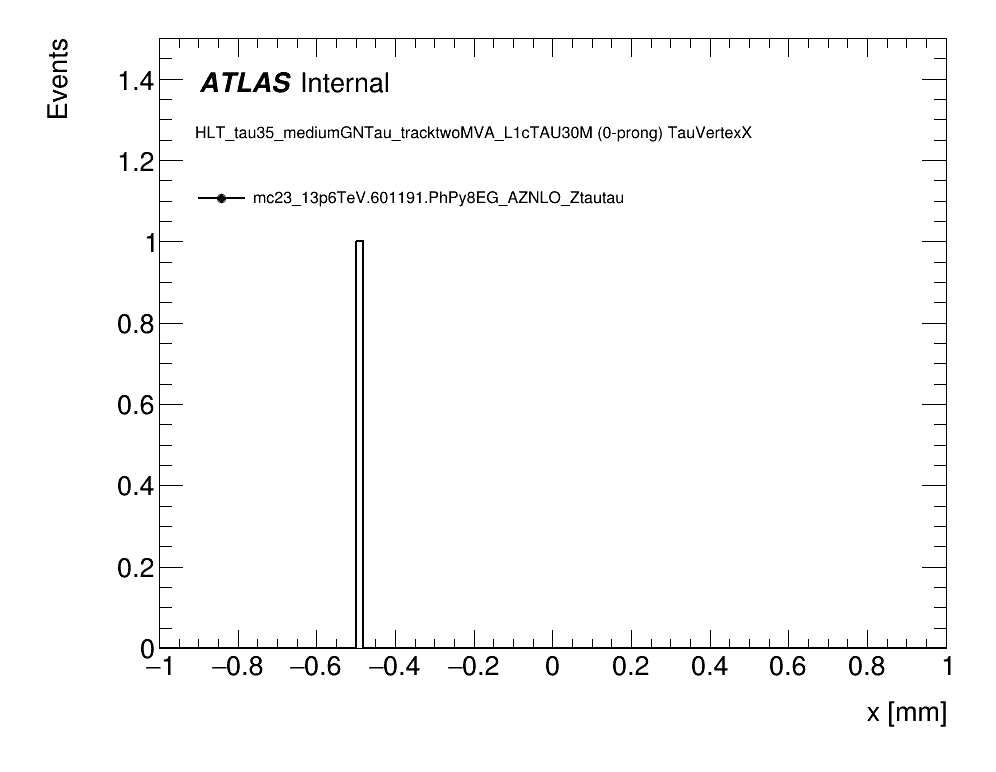 Events
ATLAS Internal
HLT_tau35_mediumGNTau_tracktwoMVA_L1cTAU30M (0-prong) TauVertexX
mc23_13p6TeV.601191.PhPy8EG_AZNLO_Ztautau
1.4
1.2
1
0.8
0.6
0.4
0.2
0
−1 −0.8 −0.6 −0.4 −0.2 0 0.2 0.4 0.6 0.8 1
x [mm]